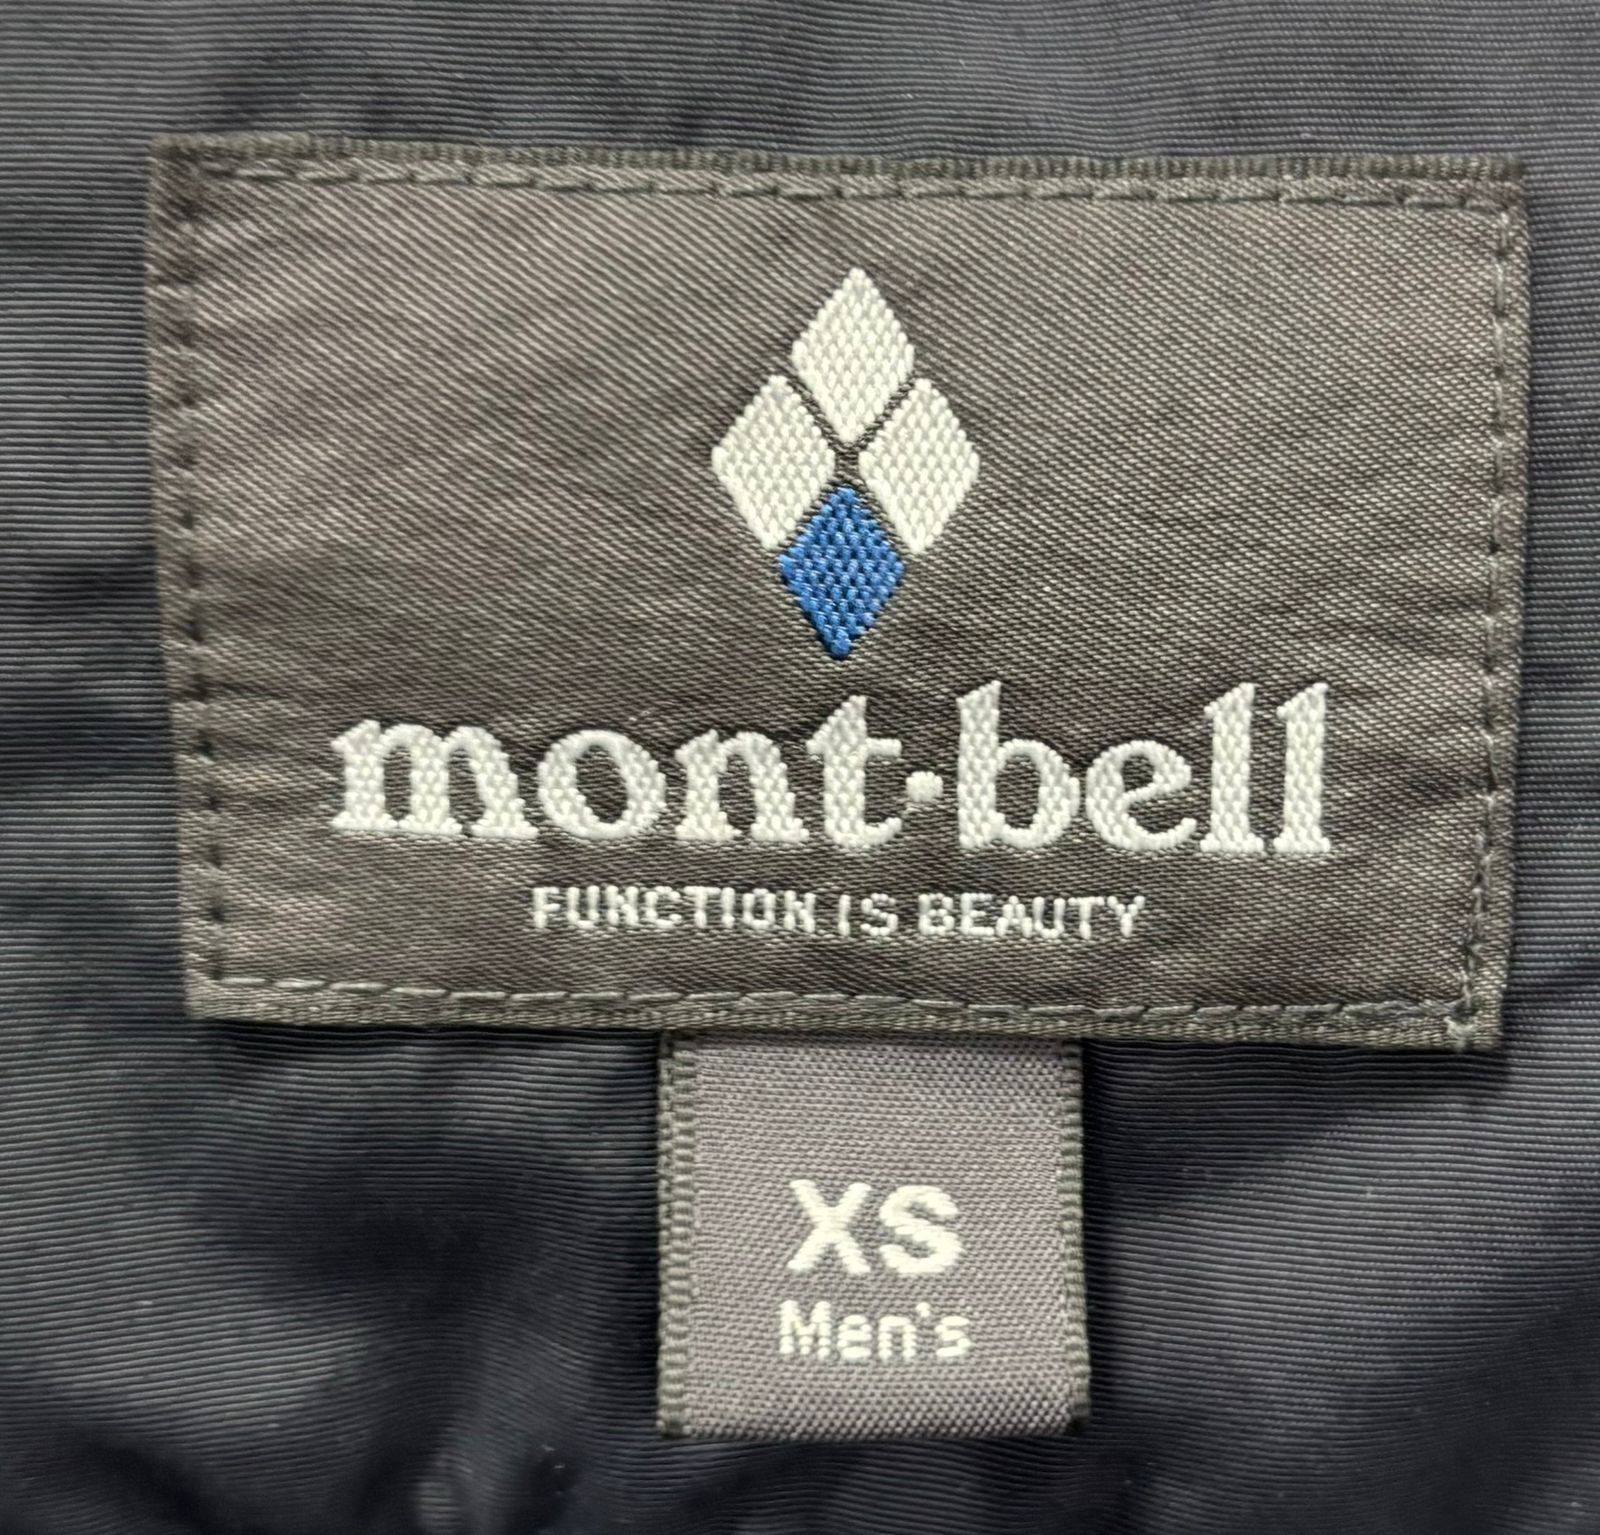 mont·bell
FUNCTION IS BEAUTY
XS
Men's